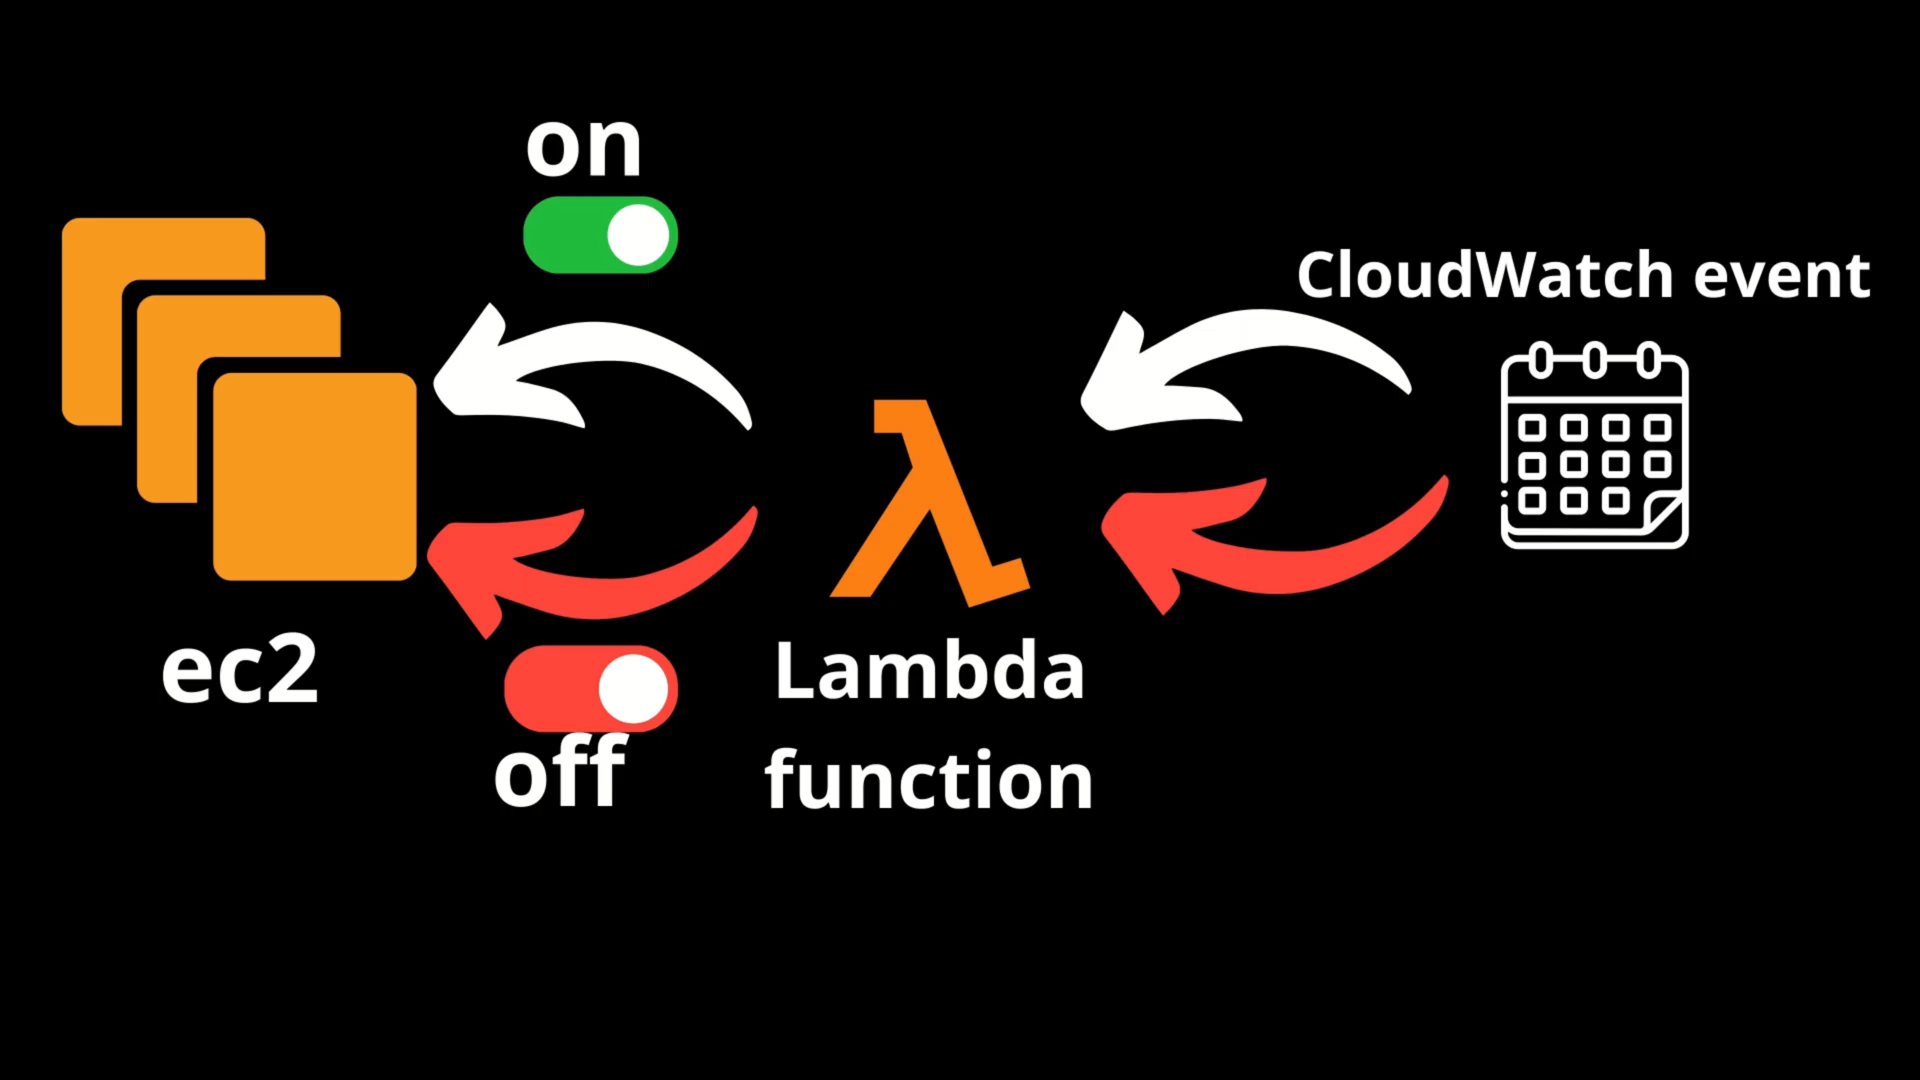 on
CloudWatch event
ec2
off
Lambda
function